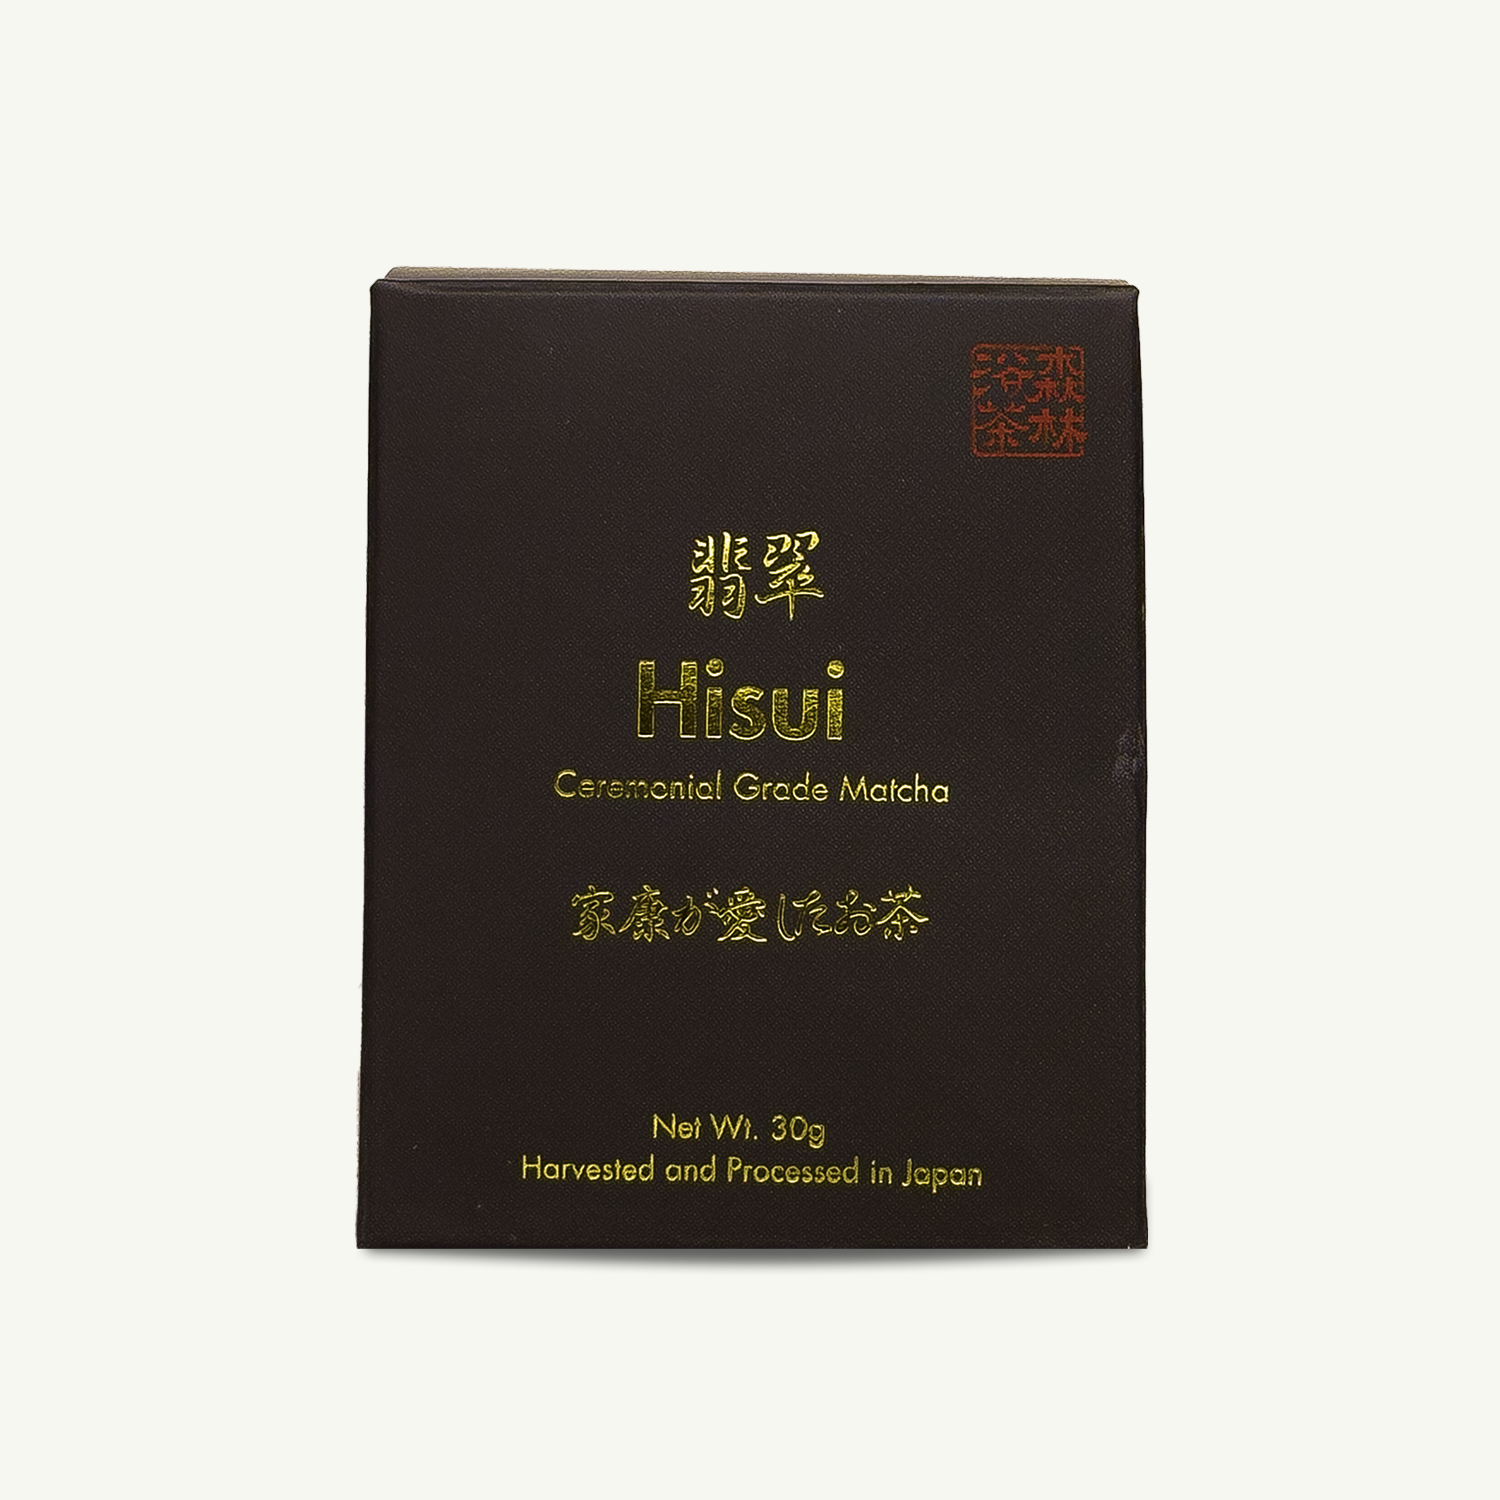 翡翠
Hisui
Ceremonial Grade Matcha
家康が愛したお茶
Net Wt. 30g
Harvested and Processed in Japan